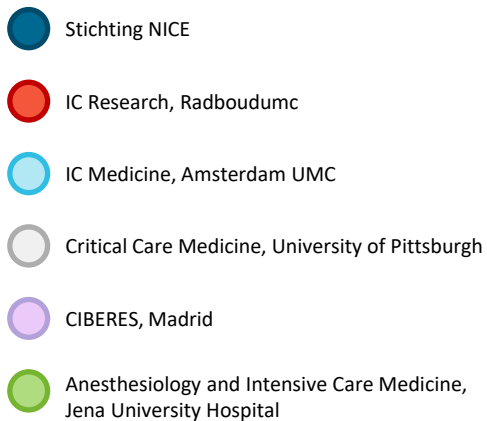 Stichting NICE
IC Research, Radboudumc
IC Medicine, Amsterdam UMC
Critical Care Medicine, University of Pittsburgh
CIBERES, Madrid
Anesthesiology and Intensive Care Medicine,
Jena University Hospital